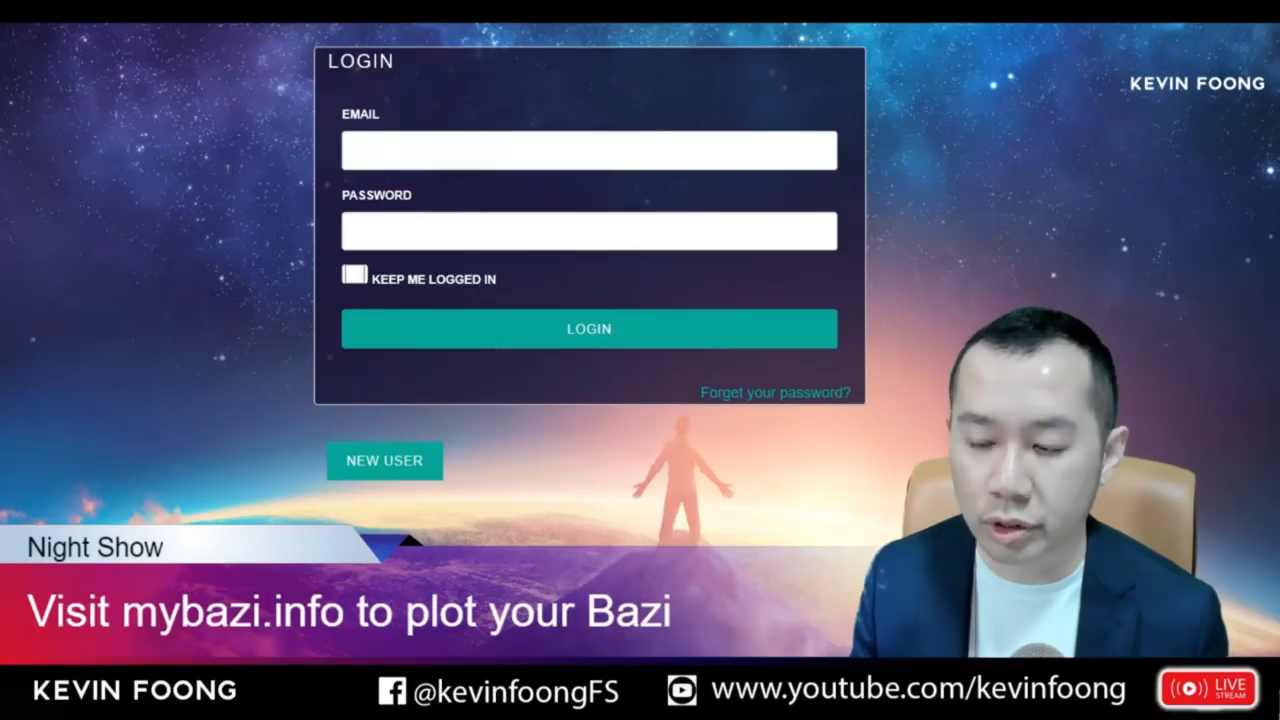 LOGIN
KEVIN FOONG
EMAIL
PASSWORD
KEEP ME LOGGED IN
LOGIN
Forget your password?
NEW USER
Night Show
Visit mybazi.info to plot your Bazi
KEVIN FOONG
@kevinfoongFS
www.youtube.com/kevinfoong
LIVE
STREAM